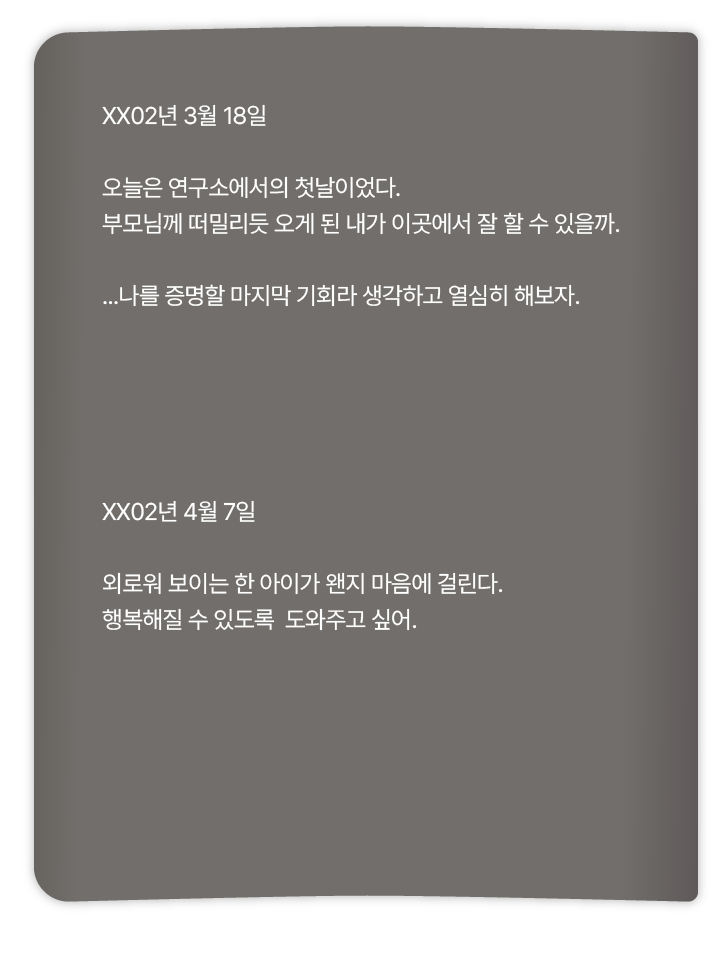 XX02년 3월 18일
오늘은 연구소에서의 첫날이었다.
부모님께 떠밀리듯 오게 된 내가 이곳에서 잘 할 수 있을까.
...나를 증명할 마지막 기회라 생각하고 열심히 해보자.
XX02년 4월 7일
외로워 보이는 한 아이가 왠지 마음에 걸린다.
행복해질 수 있도록  도와주고 싶어.